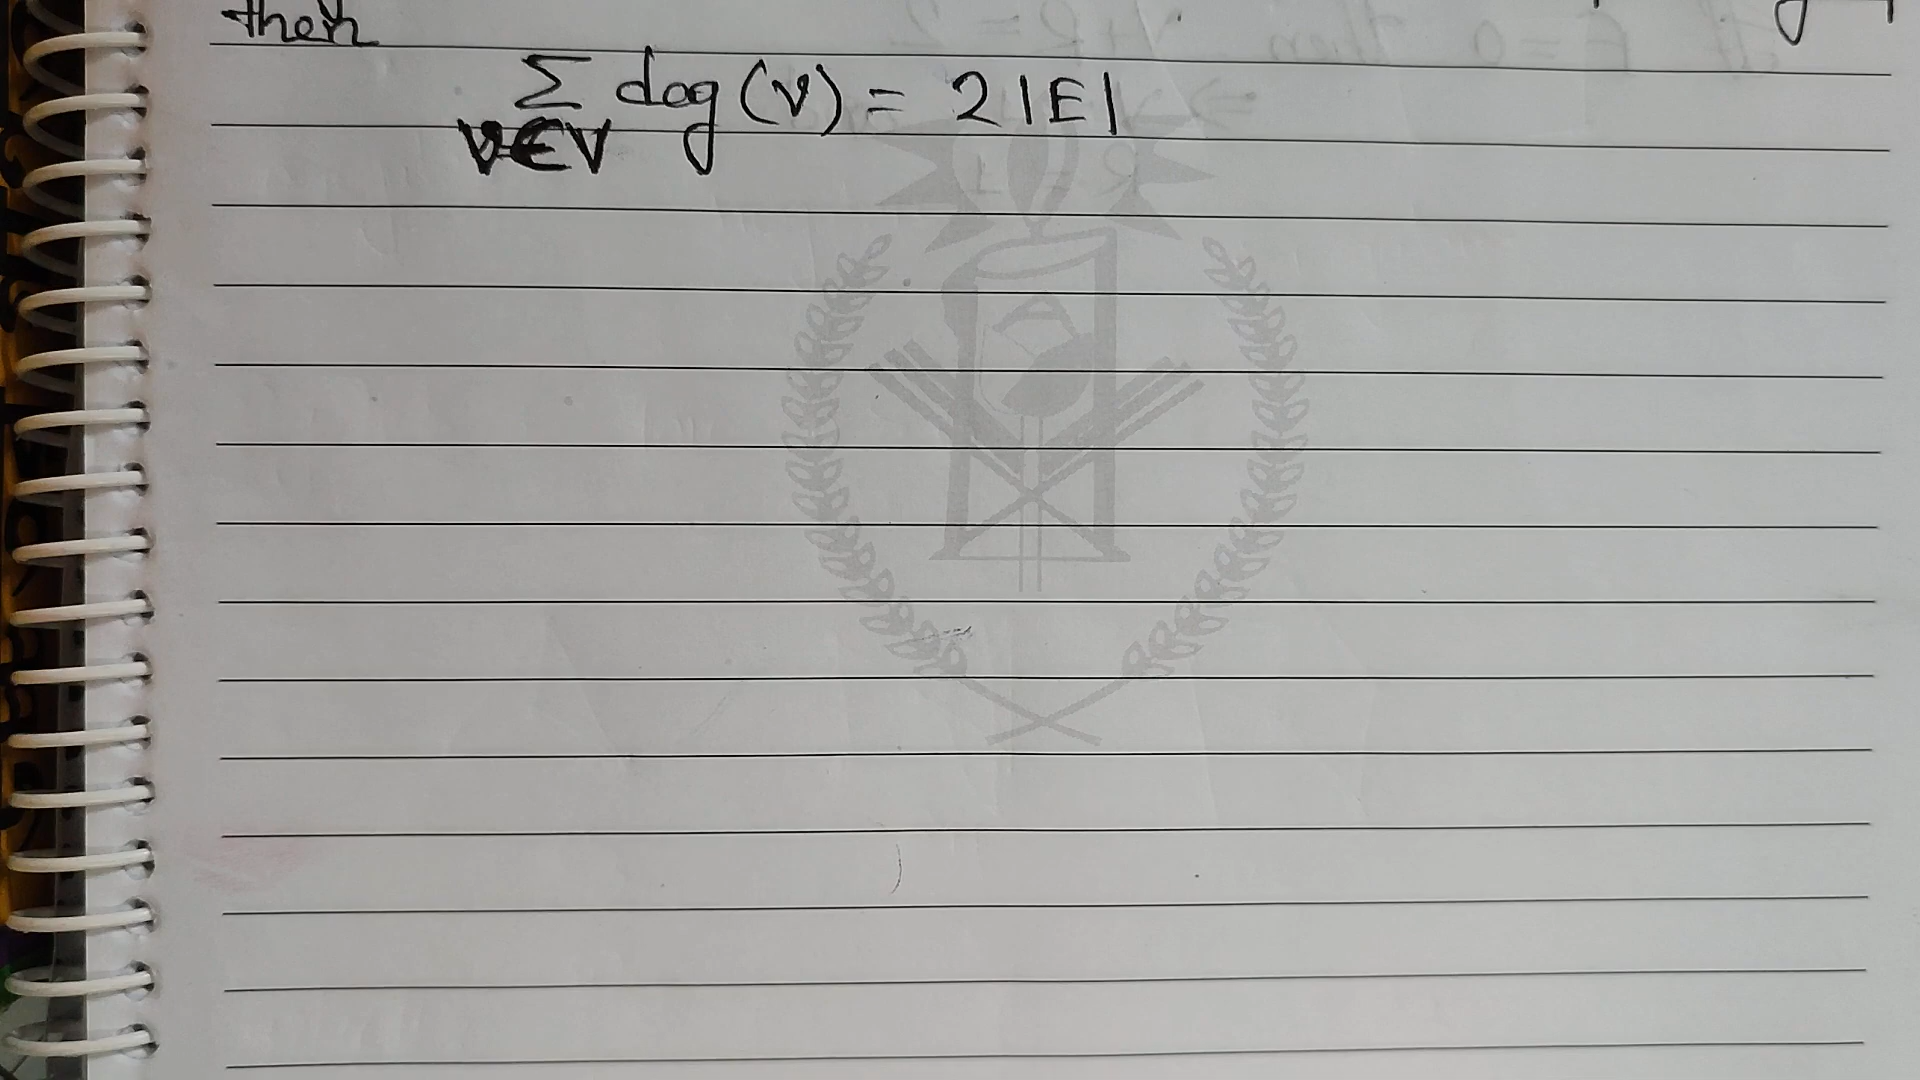 then
Σ deg (v) = 2 |E|
v∈V